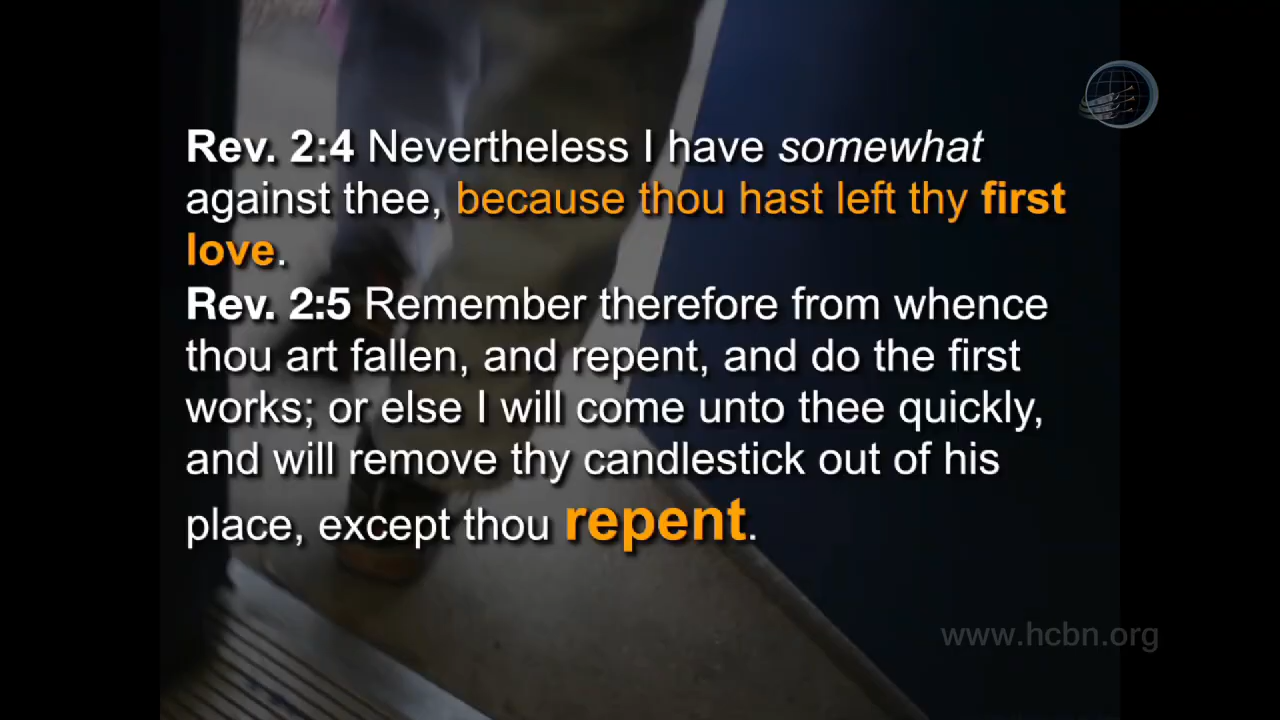 Rev. 2:4 Nevertheless I have somewhat
against thee, because thou hast left thy first
love.
Rev. 2:5 Remember therefore from whence
thou art fallen, and repent, and do the first
works; or else I will come unto thee quickly,
and will remove thy candlestick out of his
place, except thou repent.
www.hcbn.org